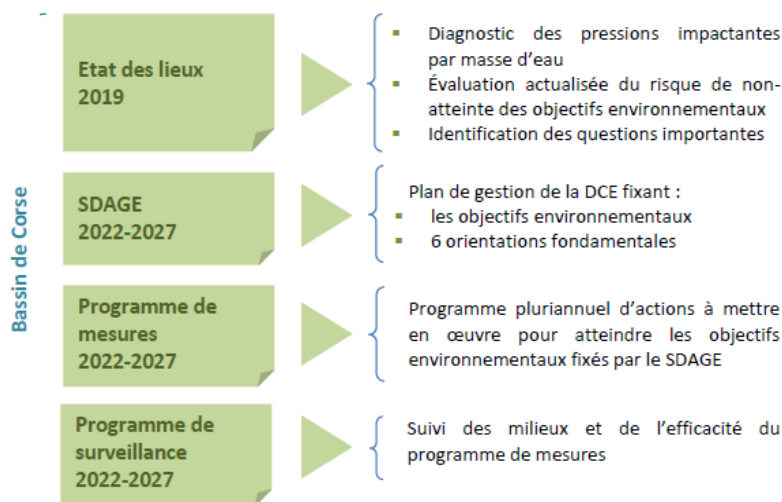 Bassin de Corse
Etat des lieux
2019
▪ Diagnostic des pressions impactantes
par masse d’eau
▪ Évaluation actualisée du risque de non-
atteinte des objectifs environnementaux
▪ Identification des questions importantes
SDAGE
2022-2027
Plan de gestion de la DCE fixant :
▪ les objectifs environnementaux
▪ 6 orientations fondamentales
Programme de
mesures
2022-2027
Programme pluriannuel d’actions à mettre
en œuvre pour atteindre les objectifs
environnementaux fixés par le SDAGE
Programme de
surveillance
2022-2027
Suivi des milieux et de l’efficacité du
programme de mesures